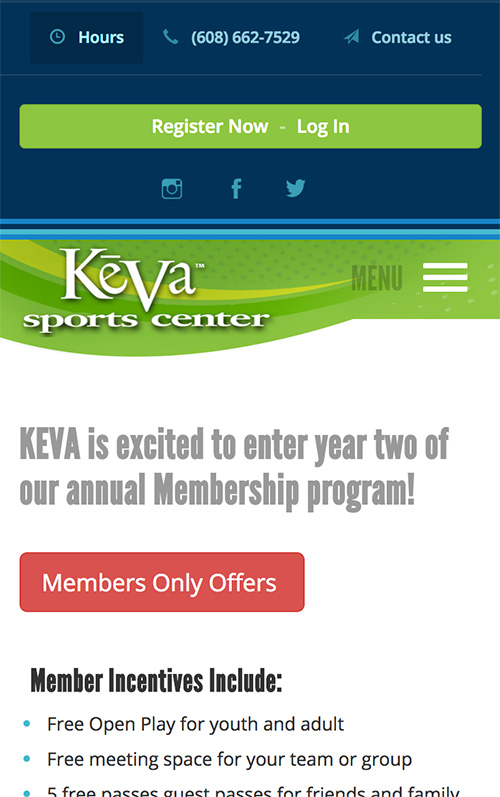 Hours (608) 662-7529 Contact us
Register Now - Log In
KēVa™
sports center
MENU
KEVA is excited to enter year two of
our annual Membership program!
Members Only Offers
Member Incentives Include:
Free Open Play for youth and adult
Free meeting space for your team or group
5 free passes guest passes for friends and family